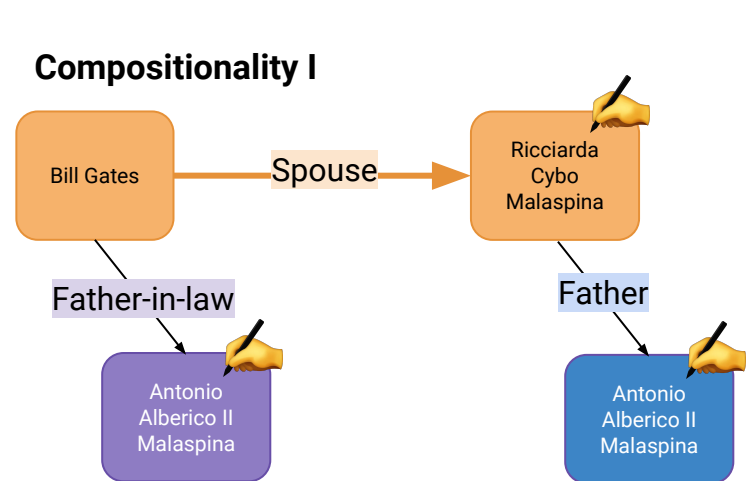 Compositionality I
Bill Gates
Spouse
Ricciarda
Cybo
Malaspina
Father-in-law
Father
Antonio
Alberico II
Malaspina
Antonio
Alberico II
Malaspina